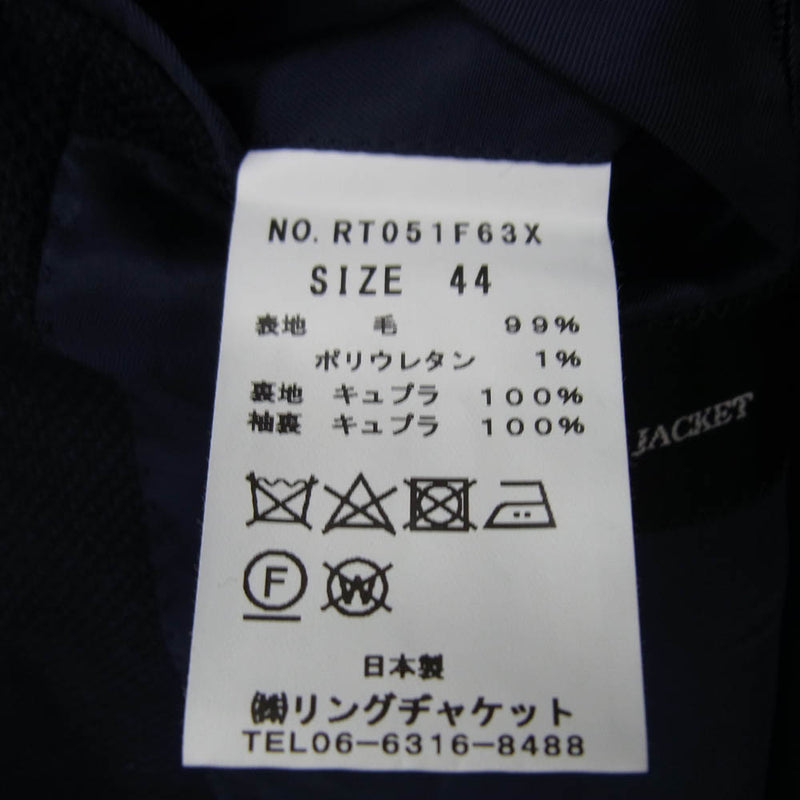 NO. RT051F63X
SIZE 44
表地 毛 99%
ポリウレタン 1%
裏地 キュプラ 100%
袖裏 キュプラ 100%
JACKET
F
W
日本製
㈱リングヂャケット
TEL06-6316-8488